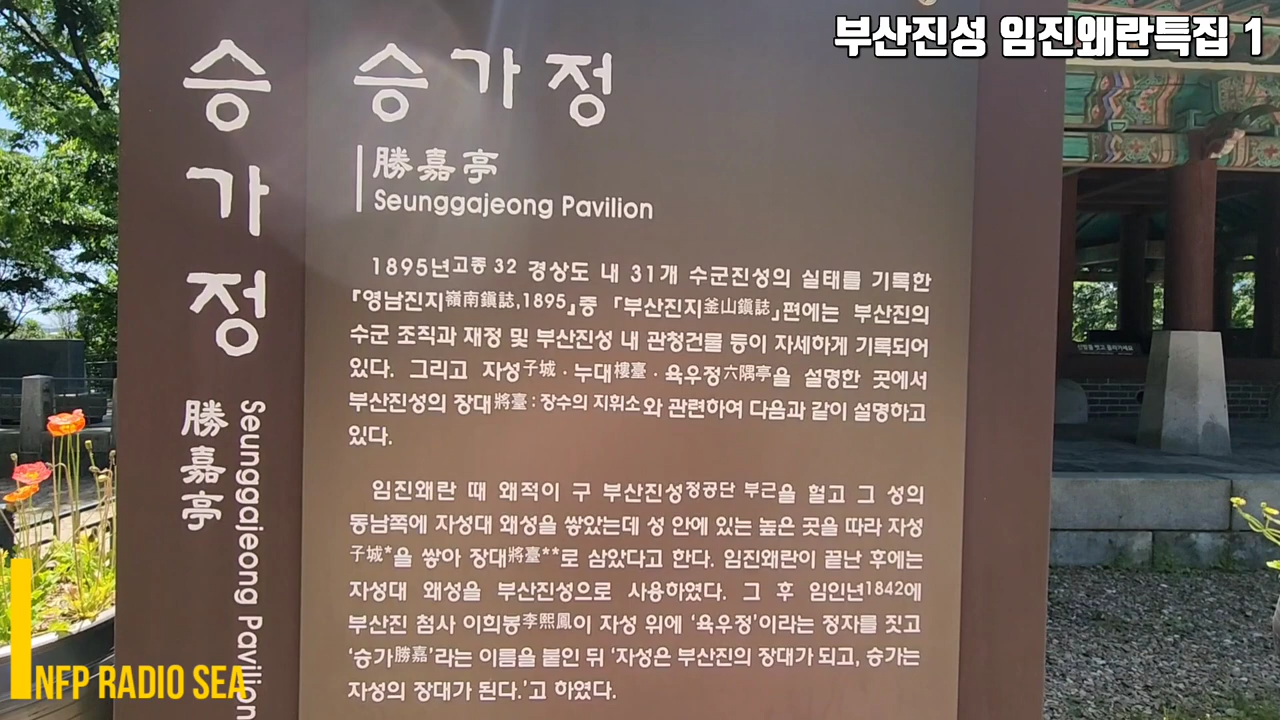 부산진성 임진왜란특집 1
승가정
勝嘉亭
Seunggajeong Pavilion
승가정
勝嘉亭
Seunggajeong Pavilion
1895년고종 32 경상도 내 31개 수군진성의 실태를 기록한
『영남진지嶺南鎭誌,1895』중 「부산진지釜山鎭誌」편에는 부산진의
수군 조직과 재정 및 부산진성 내 관청건물 등이 자세하게 기록되어
있다. 그리고 자성子城·누대樓臺·육우정六隅亭을 설명한 곳에서
부산진성의 장대將臺:장수의 지휘소와 관련하여 다음과 같이 설명하고
있다.
임진왜란 때 왜적이 구 부산진성정공단 부근을 헐고 그 성의
동남쪽에 자성대 왜성을 쌓았는데 성 안에 있는 높은 곳을 따라 자성
子城*을 쌓아 장대將臺**로 삼았다고 한다. 임진왜란이 끝난 후에는
자성대 왜성을 부산진성으로 사용하였다. 그 후 임인년1842에
부산진 첨사 이희봉李熙鳳이 자성 위에 ‘육우정’이라는 정자를 짓고
‘승가勝嘉’라는 이름을 붙인 뒤 ‘자성은 부산진의 장대가 되고, 승가는
자성의 장대가 된다.’고 하였다.
NFP RADIO SEA